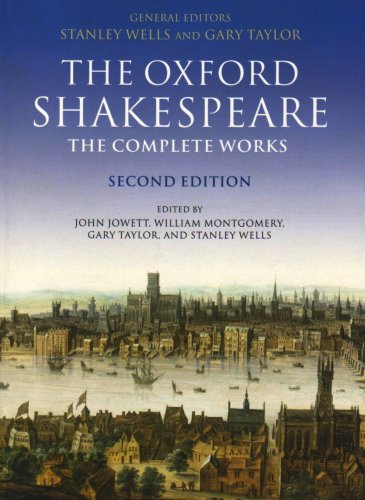 GENERAL EDITORS
STANLEY WELLS AND GARY TAYLOR
THE OXFORD
SHAKESPEARE
THE COMPLETE WORKS
SECOND EDITION
EDITED BY
JOHN JOWETT, WILLIAM MONTGOMERY,
GARY TAYLOR, AND STANLEY WELLS